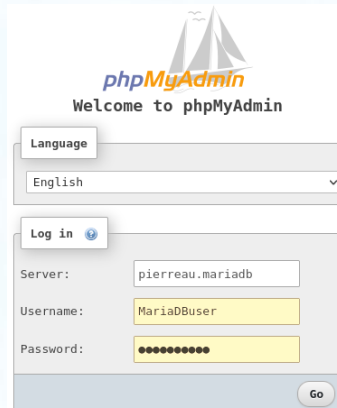 phpMyAdmin
Welcome to phpMyAdmin
Language
English
Log in
Server: pierreau.mariadb
Username: MariaDBuser
Password: ●●●●●●●●●●
Go